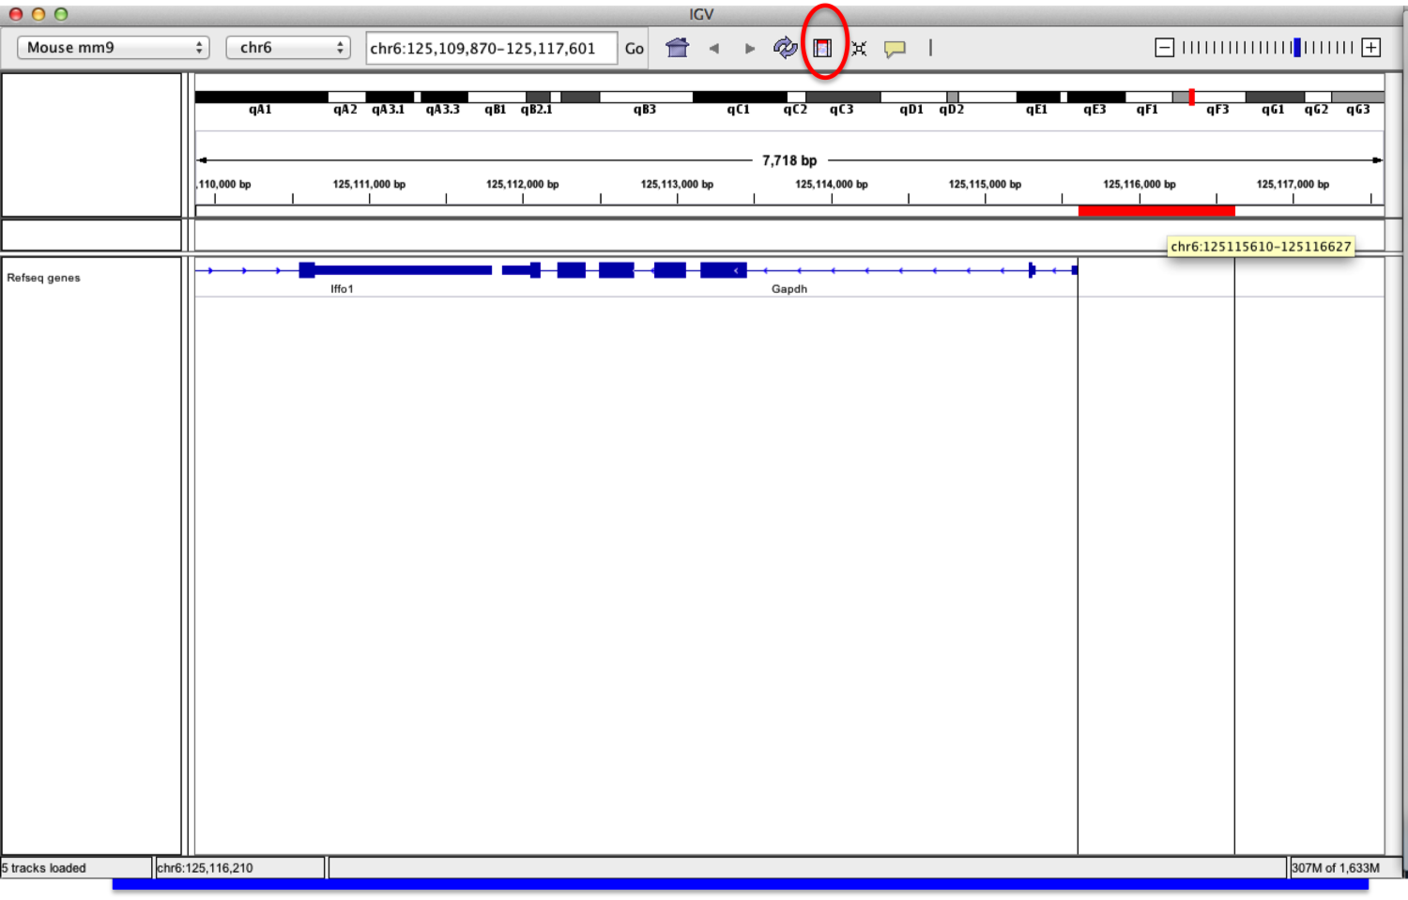 IGV
Mouse mm9 chr6 chr6:125,109,870-125,117,601 Go
qA1 qA2 qA3.1 qA3.3 qB1 qB2.1 qB3 qC1 qC2 qC3 qD1 qD2 qE1 qE3 qF1 qF3 qG1 qG2 qG3
7,718 bp
,110,000 bp 125,111,000 bp 125,112,000 bp 125,113,000 bp 125,114,000 bp 125,115,000 bp 125,116,000 bp 125,117,000 bp
chr6:125115610-125116627
Refseq genes
Iffo1 Gapdh
5 tracks loaded chr6:125,116,210 307M of 1,633M